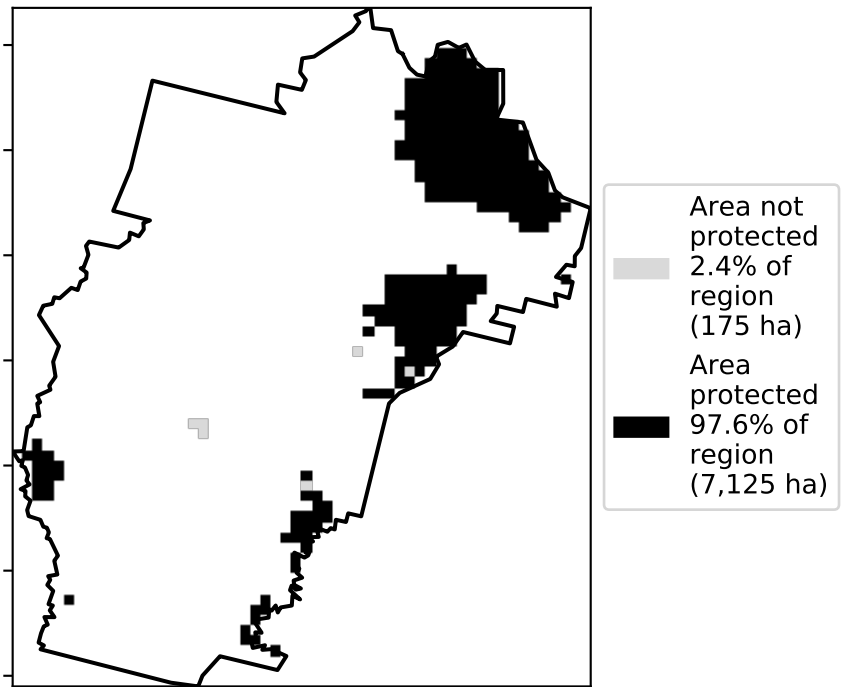 Area not
protected
2.4% of
region
(175 ha)
Area
protected
97.6% of
region
(7,125 ha)